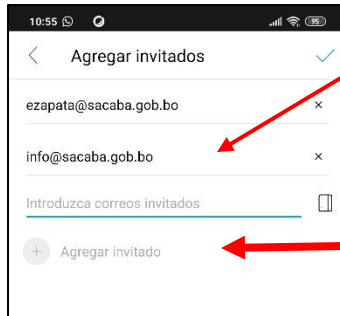 10:55 95
Agregar invitados
ezapata@sacaba.gob.bo ×
info@sacaba.gob.bo ×
Introduzca correos invitados
+ Agregar invitado